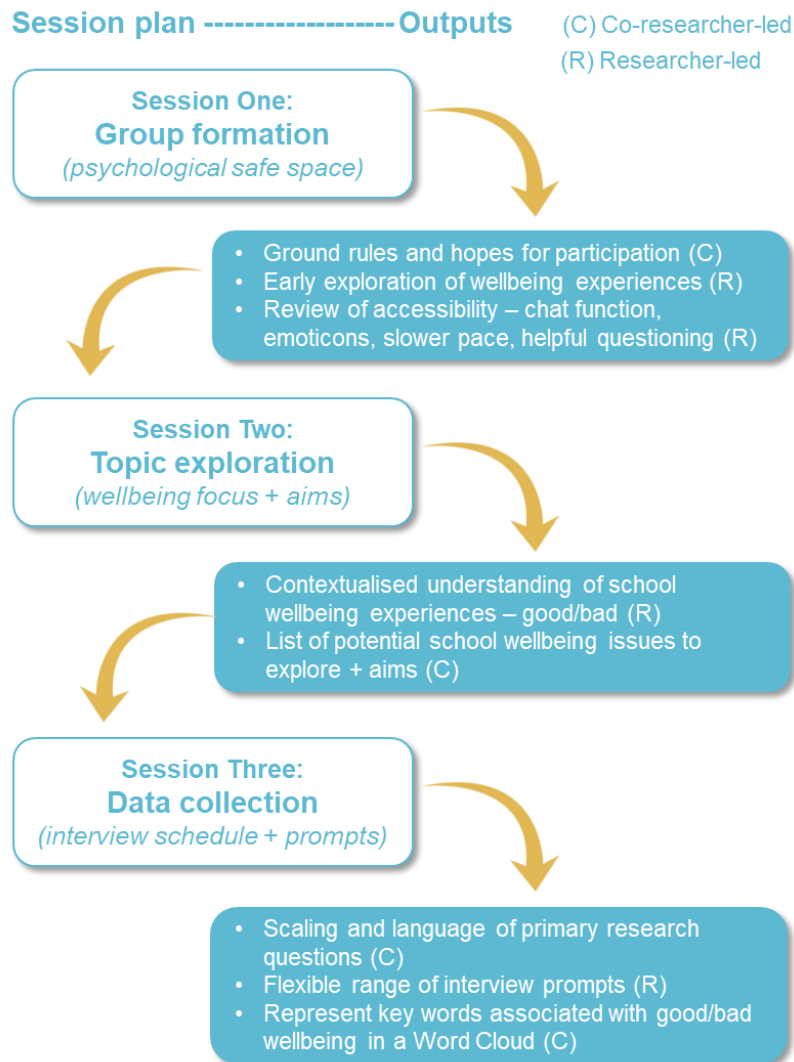 Session plan -------------------- Outputs
(C) Co-researcher-led
(R) Researcher-led
Session One:
Group formation
(psychological safe space)
• Ground rules and hopes for participation (C)
• Early exploration of wellbeing experiences (R)
• Review of accessibility – chat function,
emoticons, slower pace, helpful questioning (R)
Session Two:
Topic exploration
(wellbeing focus + aims)
• Contextualised understanding of school
wellbeing experiences – good/bad (R)
• List of potential school wellbeing issues to
explore + aims (C)
Session Three:
Data collection
(interview schedule + prompts)
• Scaling and language of primary research
questions (C)
• Flexible range of interview prompts (R)
• Represent key words associated with good/bad
wellbeing in a Word Cloud (C)